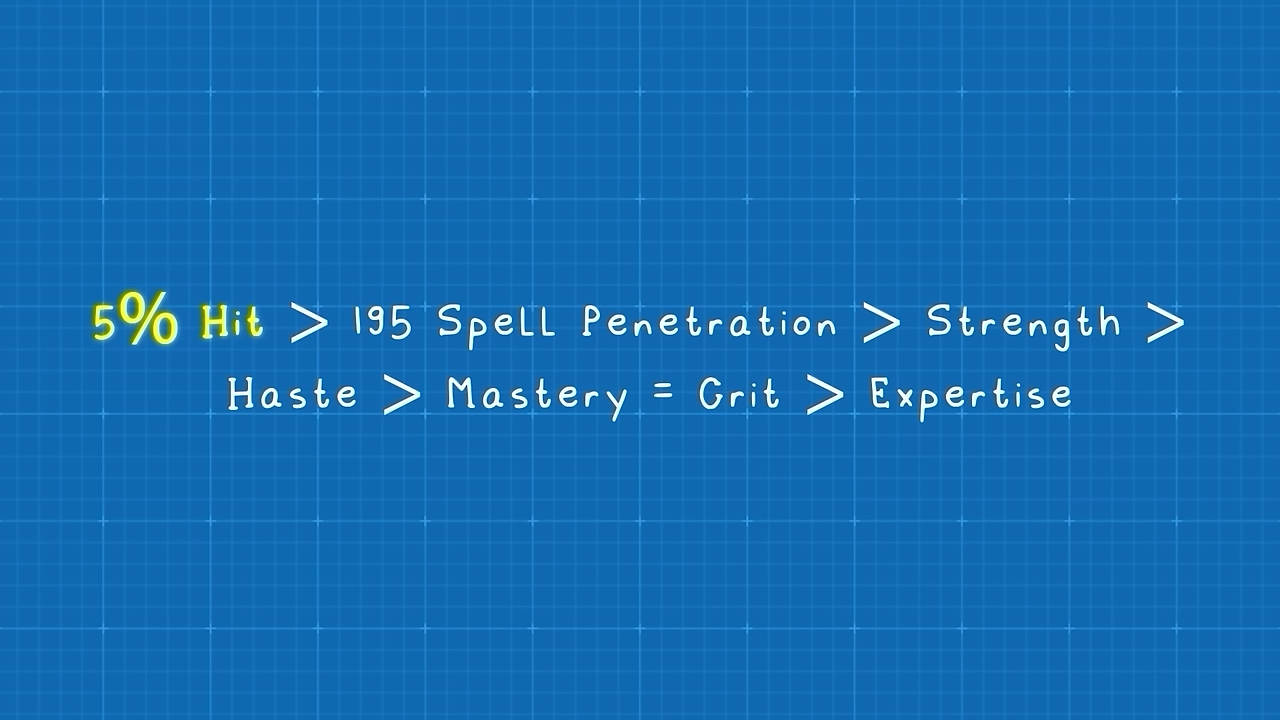 5% Hit > 195 Spell Penetration > Strength >
Haste > Mastery = Crit > Expertise